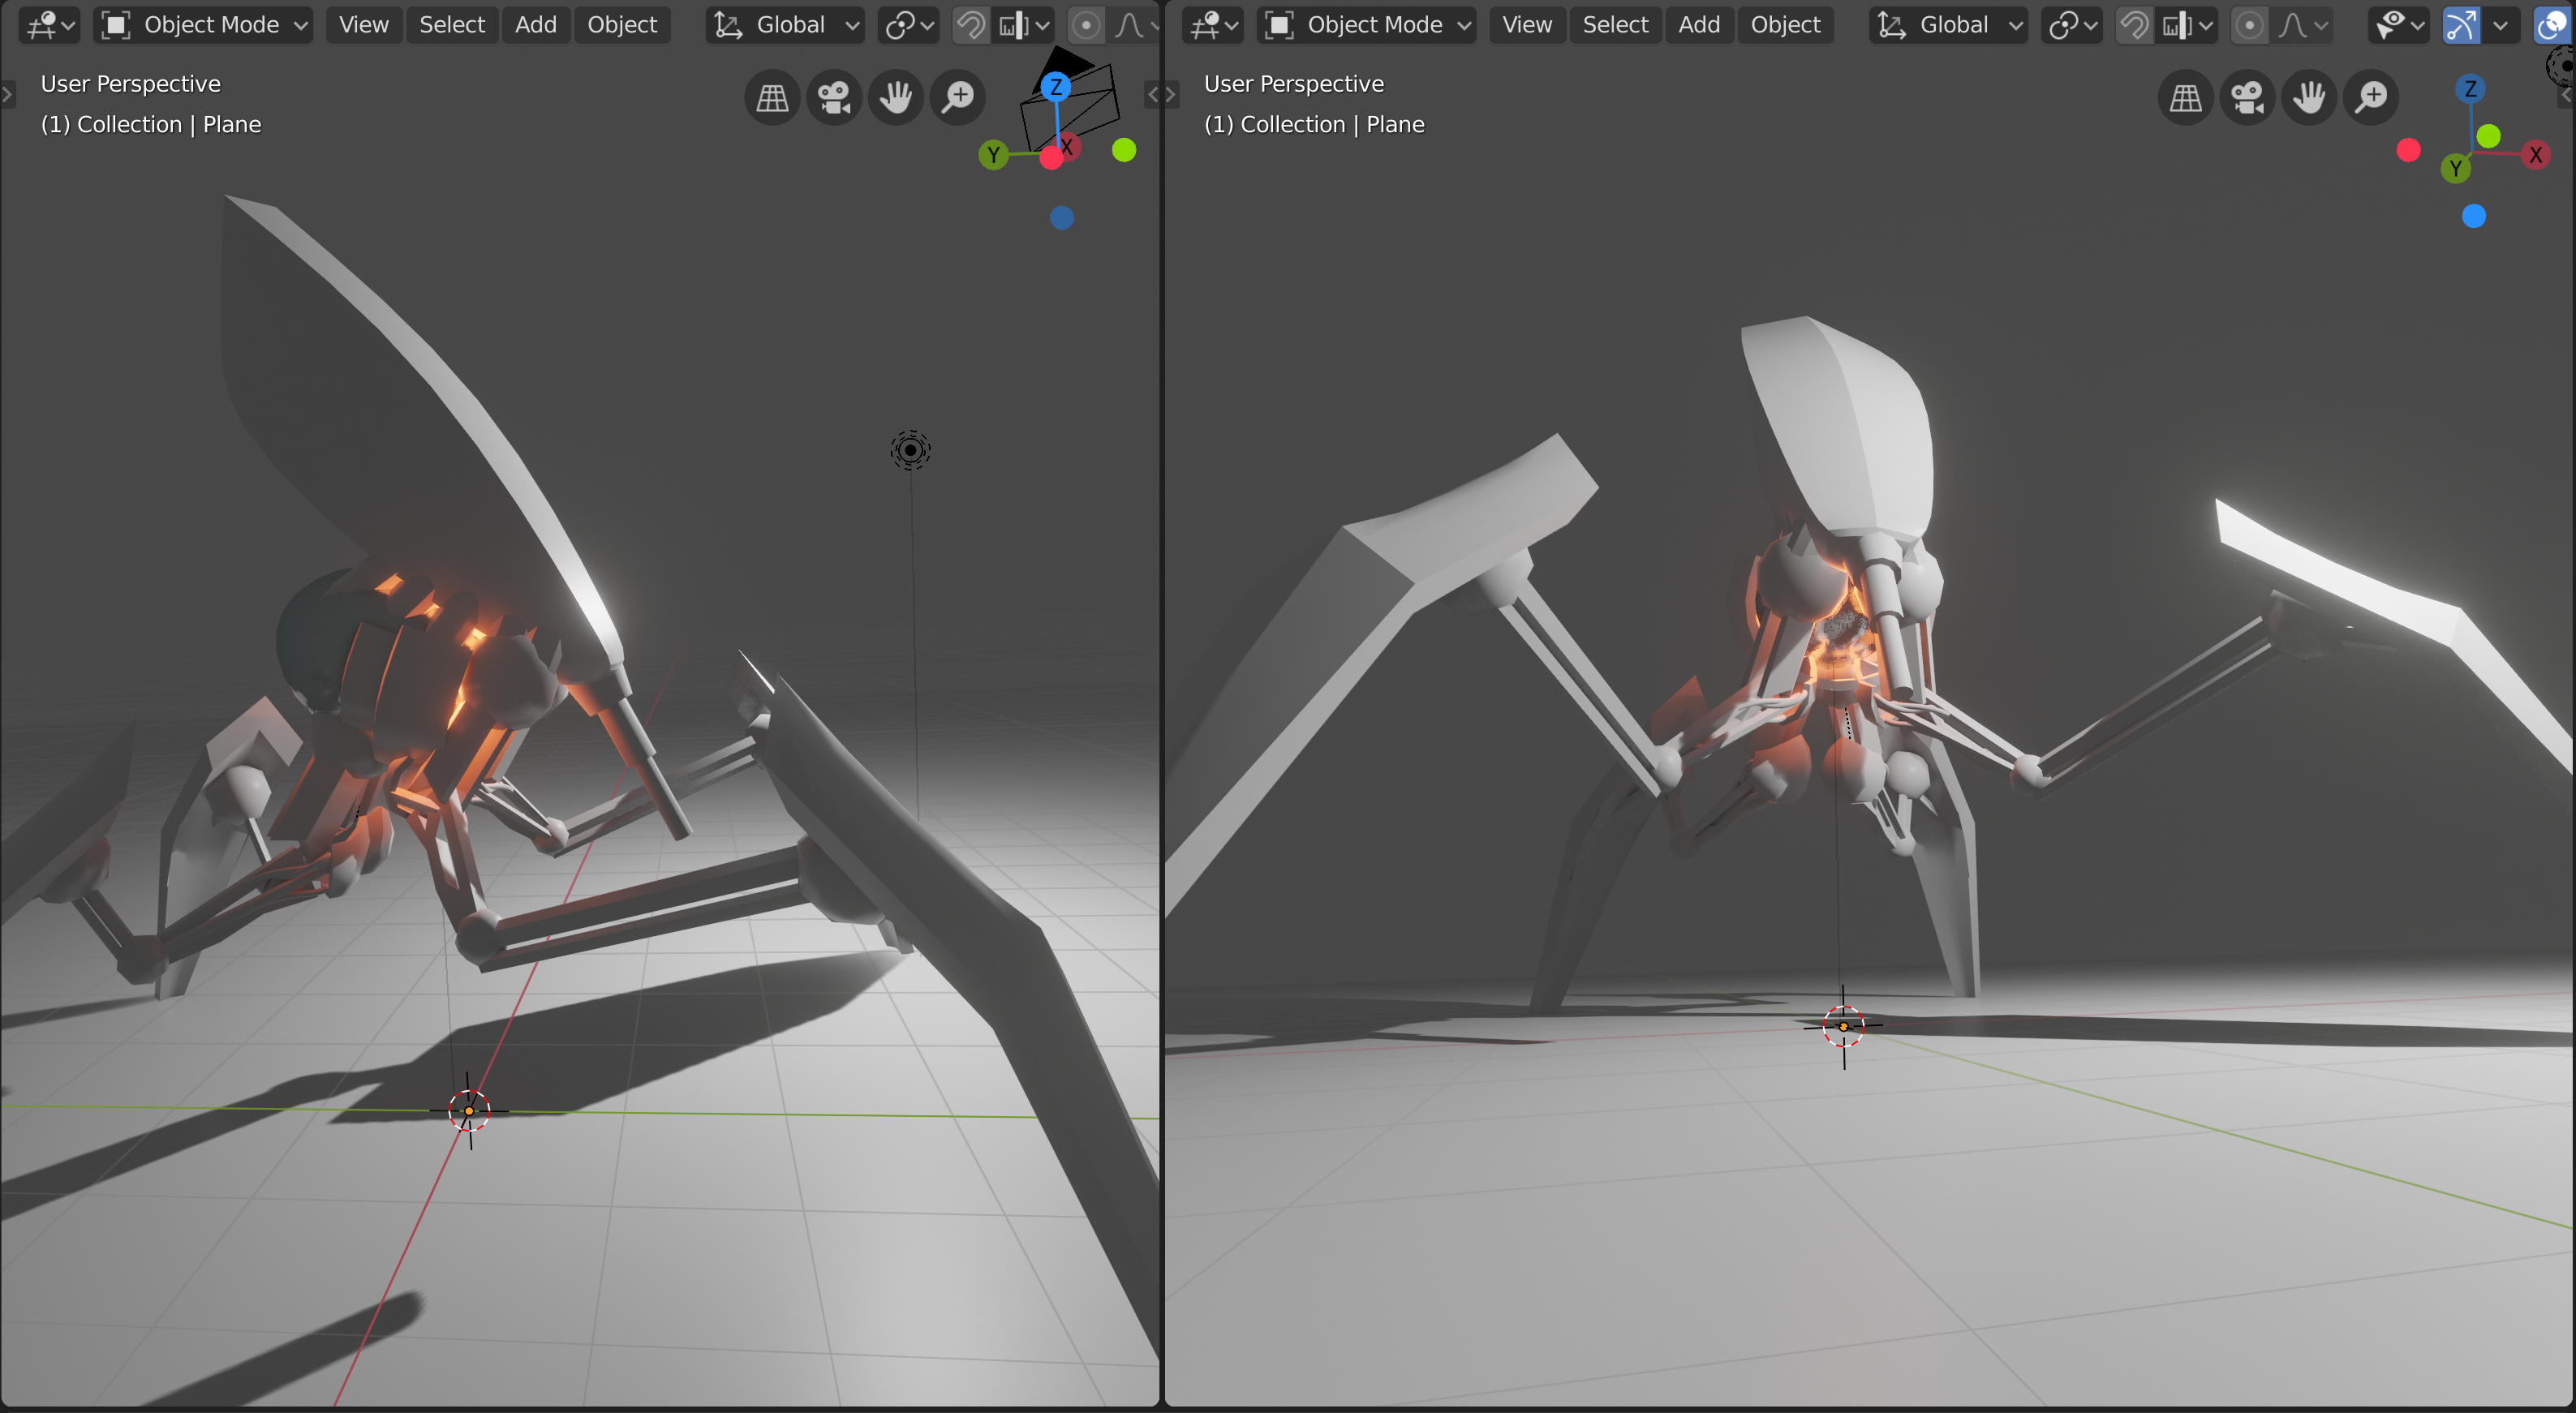 Object Mode View Select Add Object Global
User Perspective
(1) Collection | Plane
Z
Y X
Object Mode View Select Add Object Global
User Perspective
(1) Collection | Plane
Z
Y X